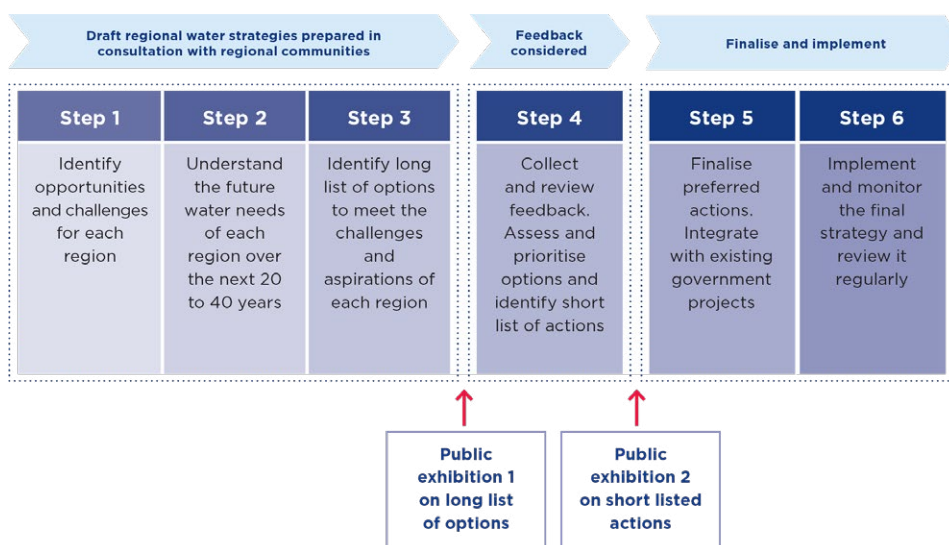 Draft regional water strategies prepared in
consultation with regional communities
Feedback
considered
Finalise and implement
Step 1
Identify
opportunities
and challenges
for each
region
Step 2
Understand
the future
water needs
of each
region over
the next 20
to 40 years
Step 3
Identify long
list of options
to meet the
challenges
and
aspirations of
each region
Step 4
Collect
and review
feedback.
Assess and
prioritise
options and
identify short
list of actions
Step 5
Finalise
preferred
actions.
Integrate
with existing
government
projects
Step 6
Implement
and monitor
the final
strategy and
review it
regularly
Public
exhibition 1
on long list
of options
Public
exhibition 2
on short listed
actions